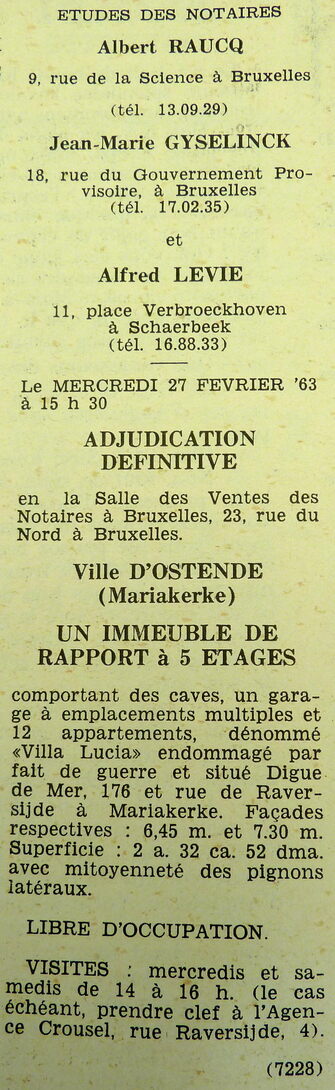 ETUDES DES NOTAIRES
Albert RAUCQ
9, rue de la Science à Bruxelles
(tél. 13.09.29)
Jean-Marie GYSELINCK
18, rue du Gouvernement Pro-
visoire, à Bruxelles
(tél. 17.02.35)
et
Alfred LEVIE
11, place Verbroeckhoven
à Schaerbeek
(tél. 16.88.33)
Le MERCREDI 27 FEVRIER '63
à 15 h 30
ADJUDICATION
DEFINITIVE
en la Salle des Ventes des
Notaires à Bruxelles, 23, rue du
Nord à Bruxelles.
Ville D'OSTENDE
(Mariakerke)
UN IMMEUBLE DE
RAPPORT à 5 ETAGES
comportant des caves, un gara-
ge à emplacements multiples et
12 appartements, dénommé
«Villa Lucia» endommagé par
fait de guerre et situé Digue
de Mer, 176 et rue de Raver-
sijde à Mariakerke. Façades
respectives : 6,45 m. et 7.30 m.
Superficie : 2 a. 32 ca. 52 dma.
avec mitoyenneté des pignons
latéraux.
LIBRE D'OCCUPATION.
VISITES : mercredis et sa-
medis de 14 à 16 h. (le cas
échéant, prendre clef à l'Agen-
ce Crousel, rue Raversijde, 4).
(7228)